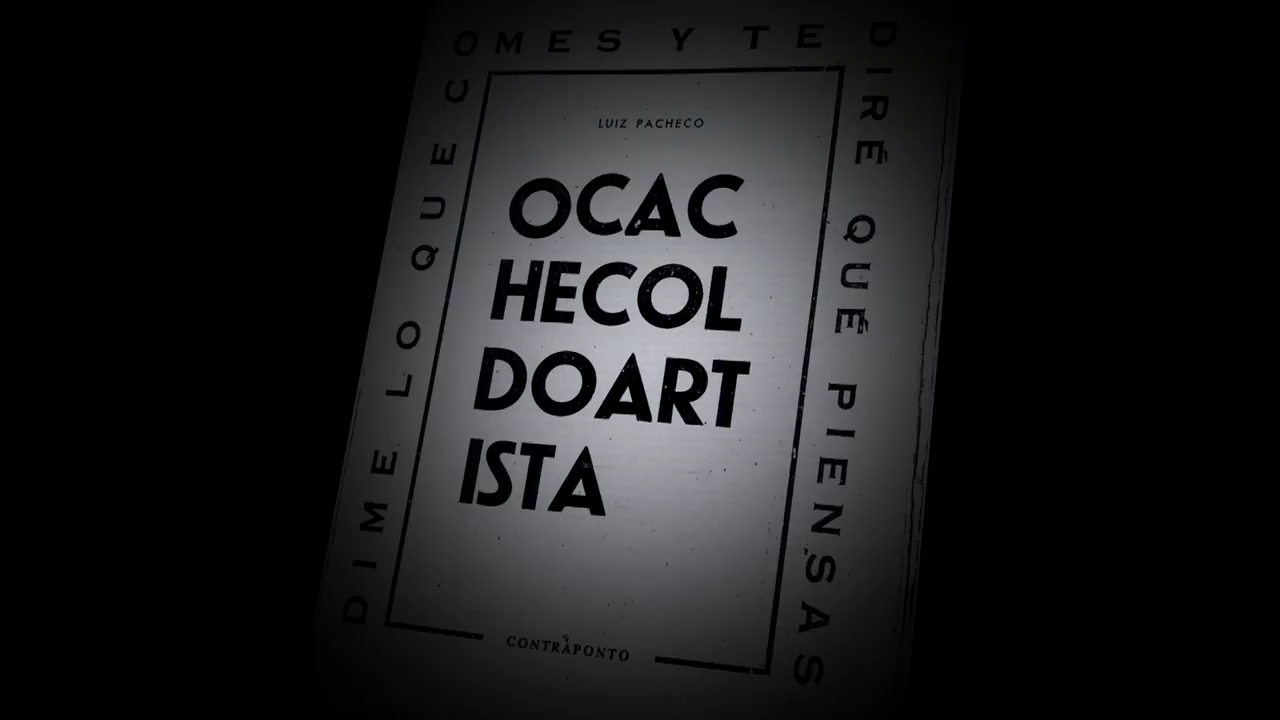 DIME LO QUE COMES Y TE DIRÉ QUÉ PIENSAS
LUIZ PACHECO
OCAC
HECOL
DOART
ISTA
CONTRAPONTO